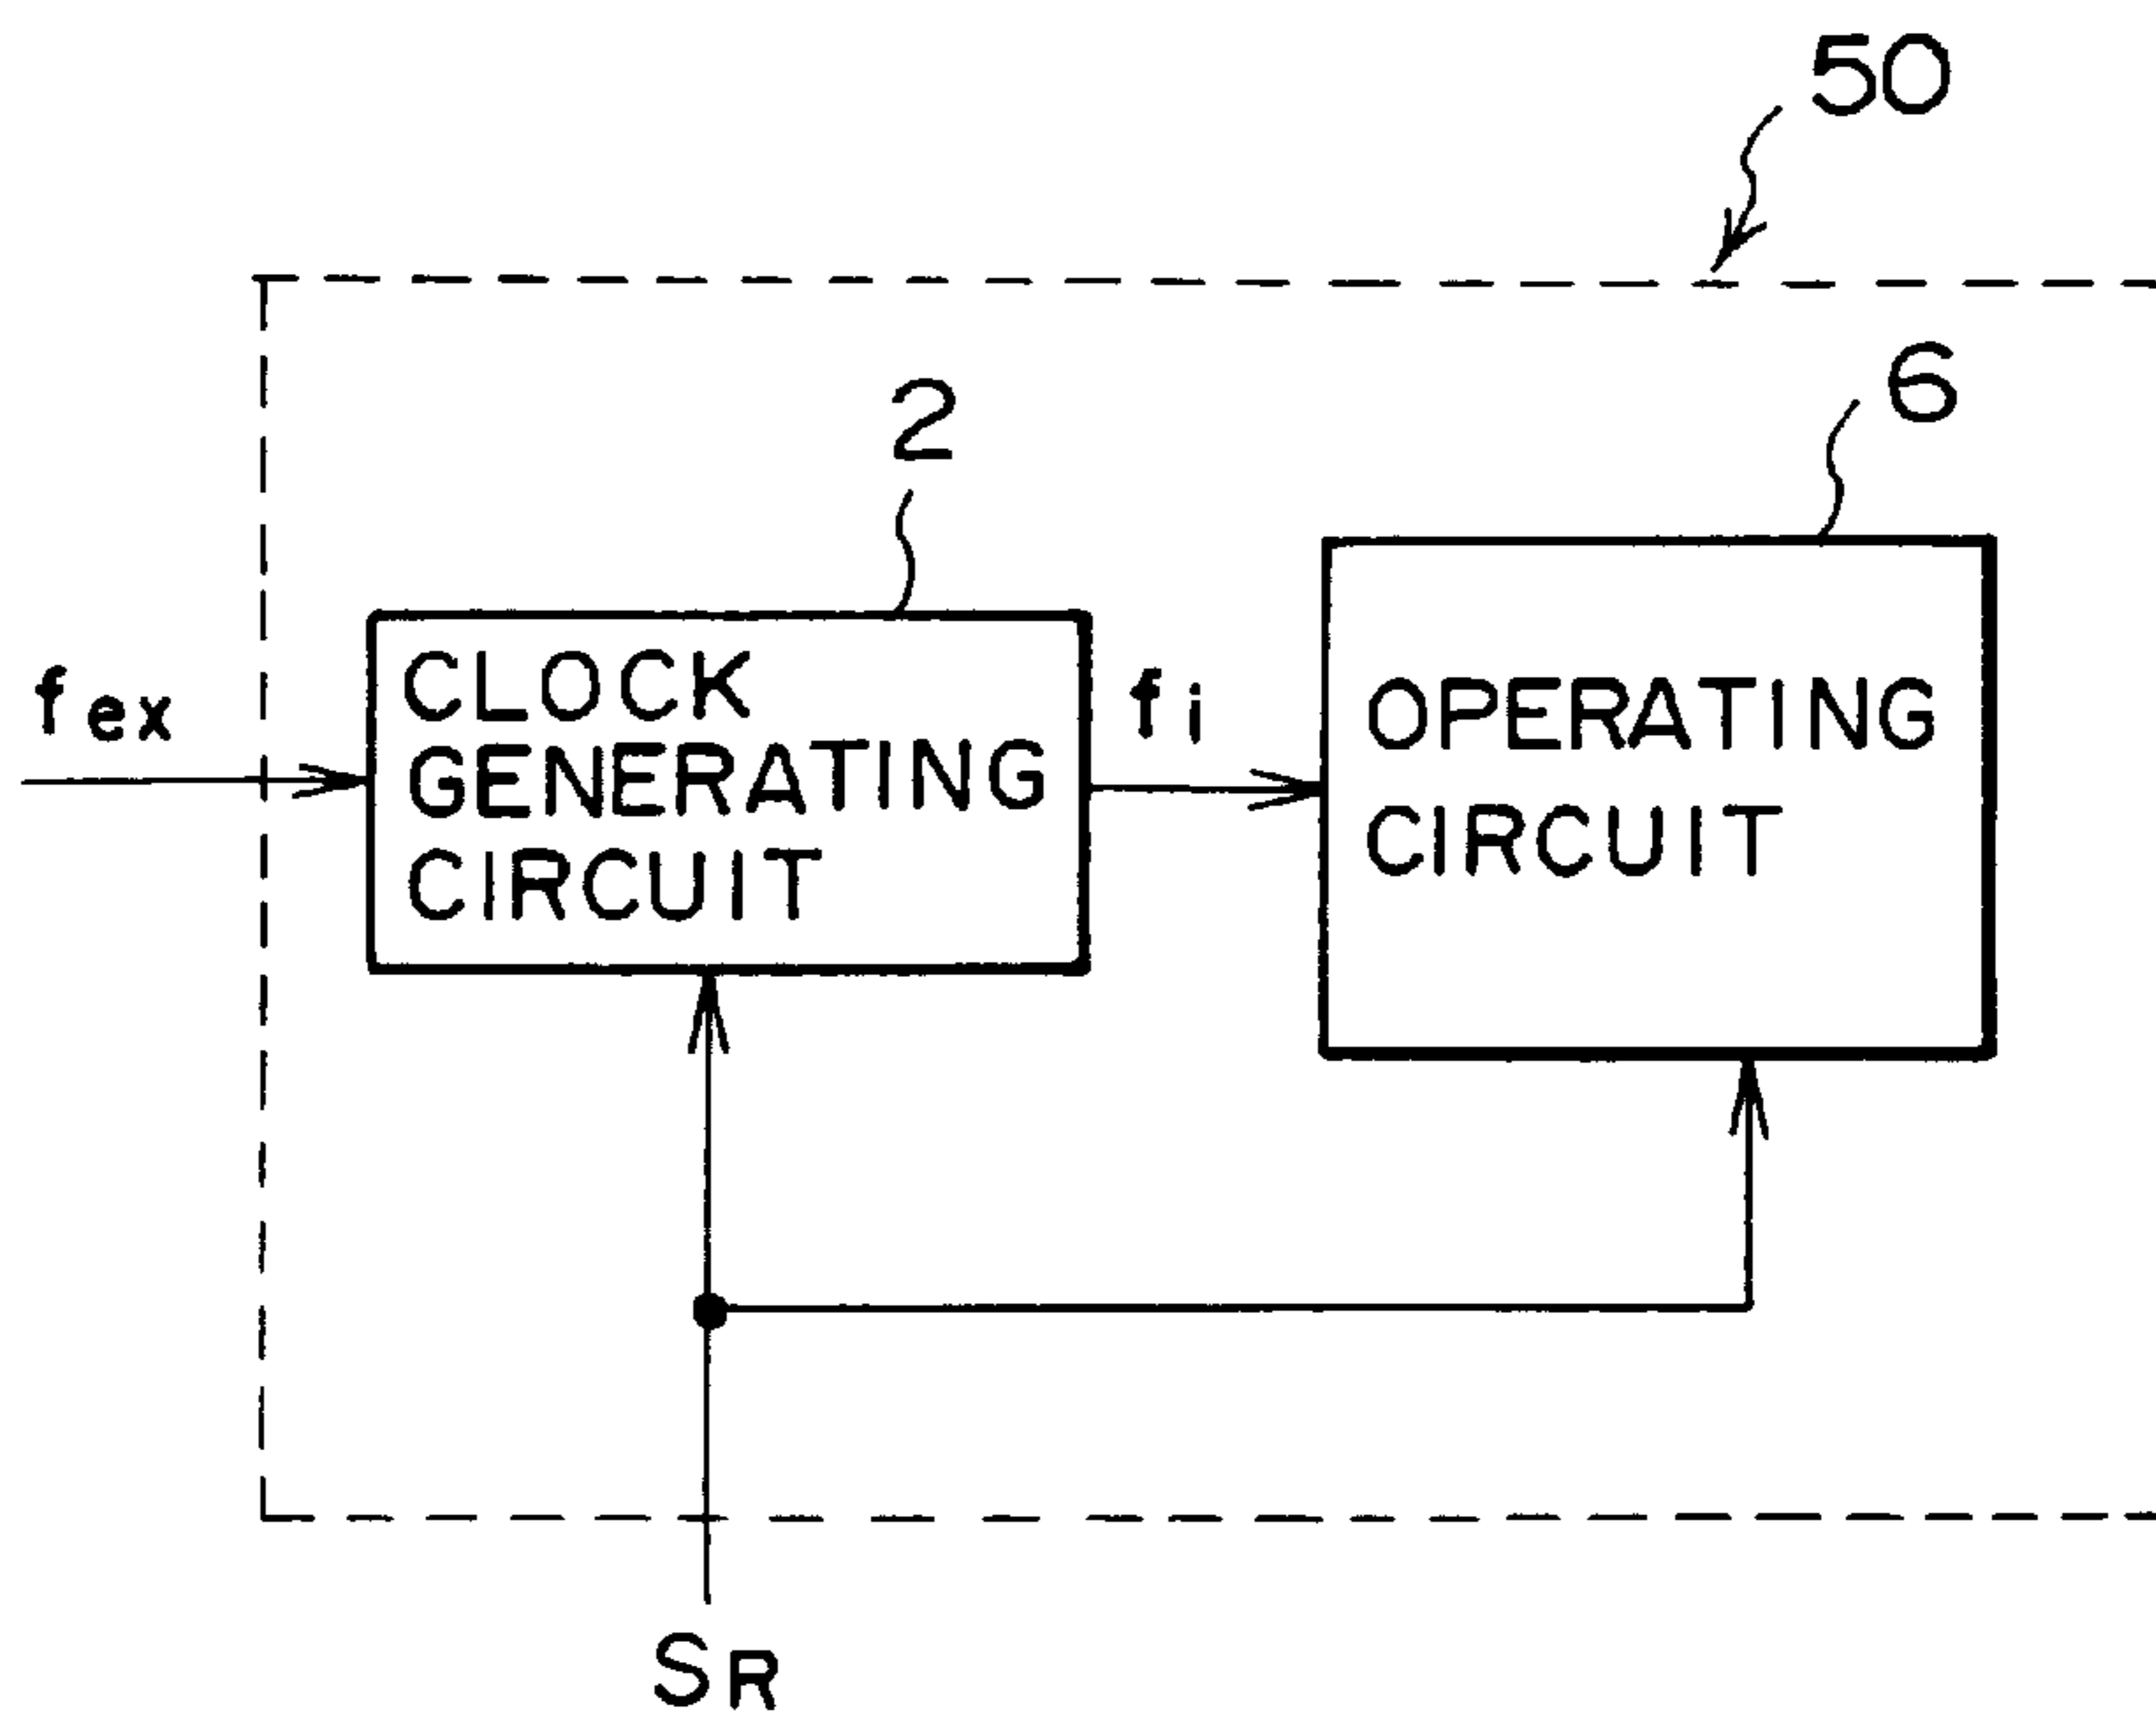 50
2
6
fex
CLOCK
GENERATING
CIRCUIT
fi
OPERATING
CIRCUIT
SR